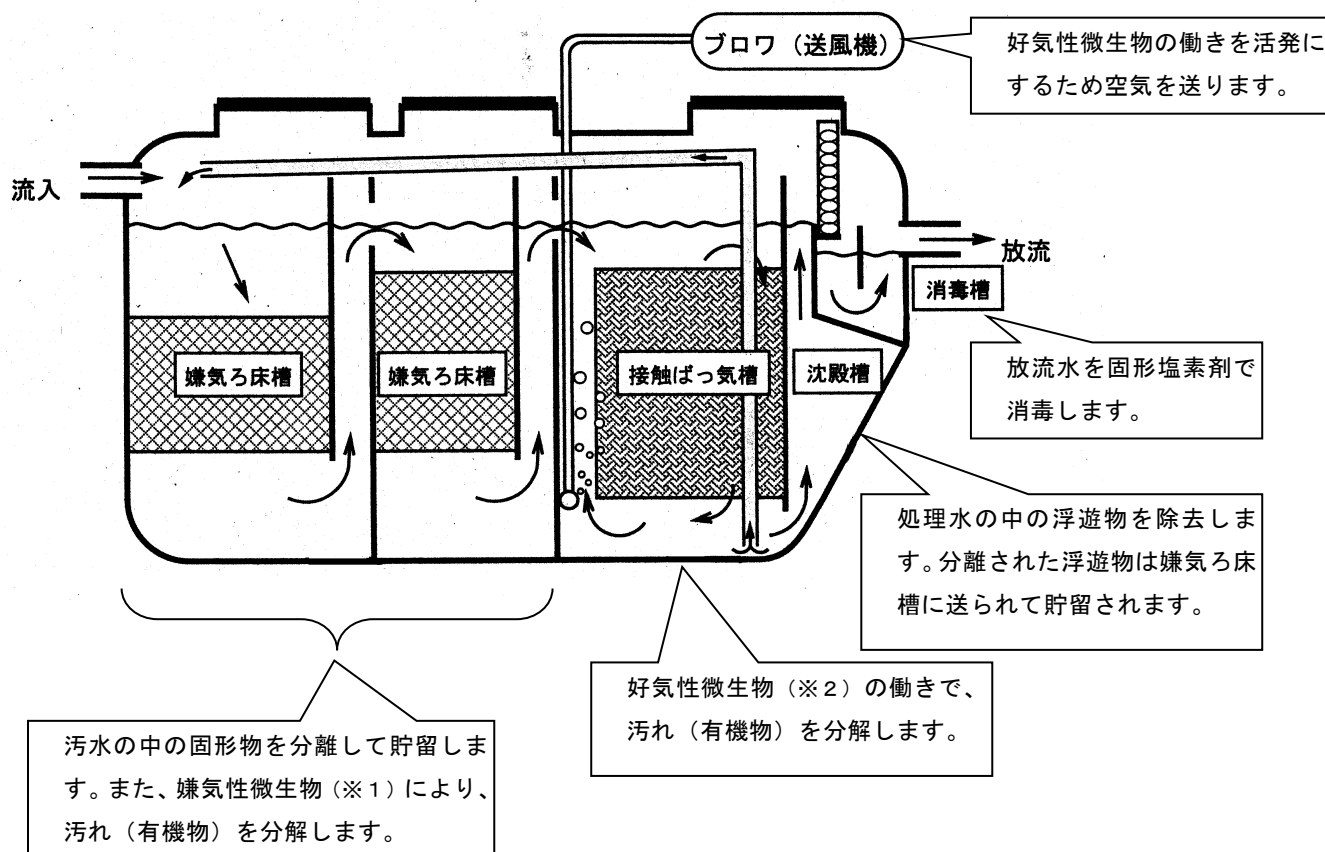 ブロワ（送風機）
好気性微生物の働きを活発に
するため空気を送ります。
流入
放流
消毒槽
嫌気ろ床槽
嫌気ろ床槽
接触ばっ気槽
沈殿槽
放流水を固形塩素剤で
消毒します。
処理水の中の浮遊物を除去しま
す。分離された浮遊物は嫌気ろ床
槽に送られて貯留されます。
好気性微生物（※２）の働きで、
汚れ（有機物）を分解します。
汚水の中の固形物を分離して貯留しま
す。また、嫌気性微生物（※１）により、
汚れ（有機物）を分解します。